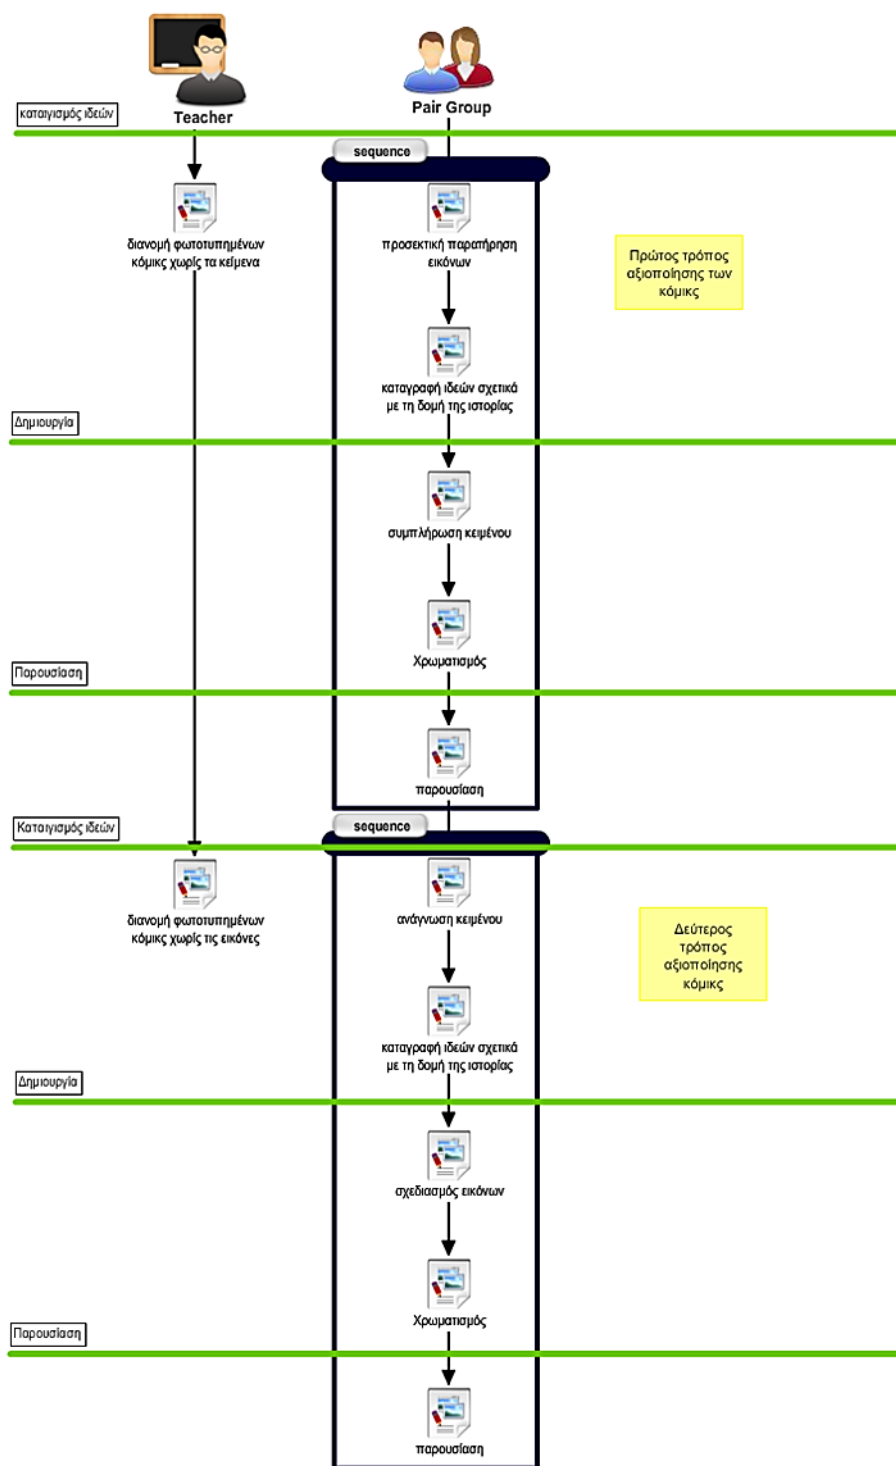 Teacher
Pair Group
καταιγισμός ιδεών
sequence
διανομή φωτοτυπημένων
κόμικς χωρίς τα κείμενα
προσεκτική παρατήρηση
εικόνων
Πρώτος τρόπος
αξιοποίησης των
κόμικς
καταγραφή ιδεών σχετικά
με τη δομή της ιστορίας
Δημιουργία
συμπλήρωση κειμένου
Χρωματισμός
Παρουσίαση
παρουσίαση
Καταιγισμός ιδεών
sequence
διανομή φωτοτυπημένων
κόμικς χωρίς τις εικόνες
ανάγνωση κειμένου
Δεύτερος
τρόπος
αξιοποίησης
κόμικς
καταγραφή ιδεών σχετικά
με τη δομή της ιστορίας
Δημιουργία
σχεδιασμός εικόνων
Χρωματισμός
Παρουσίαση
παρουσίαση